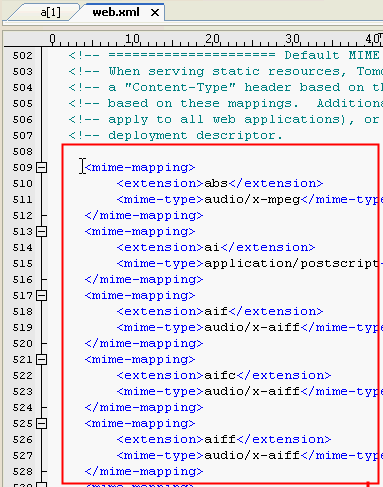 a[1] web.xml
0 10 20 30 40
502 <!-- ==================== Default MIME
503 <!-- When serving static resources, Tomc
504 <!-- a "Content-Type" header based on th
505 <!-- based on these mappings.  Additiona
506 <!-- apply to all web applications), or
507 <!-- deployment descriptor.
508
509 <mime-mapping>
510 <extension>abs</extension>
511 <mime-type>audio/x-mpeg</mime-type
512 </mime-mapping>
513 <mime-mapping>
514 <extension>ai</extension>
515 <mime-type>application/postscript
516 </mime-mapping>
517 <mime-mapping>
518 <extension>aif</extension>
519 <mime-type>audio/x-aiff</mime-type
520 </mime-mapping>
521 <mime-mapping>
522 <extension>aifc</extension>
523 <mime-type>audio/x-aiff</mime-type
524 </mime-mapping>
525 <mime-mapping>
526 <extension>aiff</extension>
527 <mime-type>audio/x-aiff</mime-type
528 </mime-mapping>